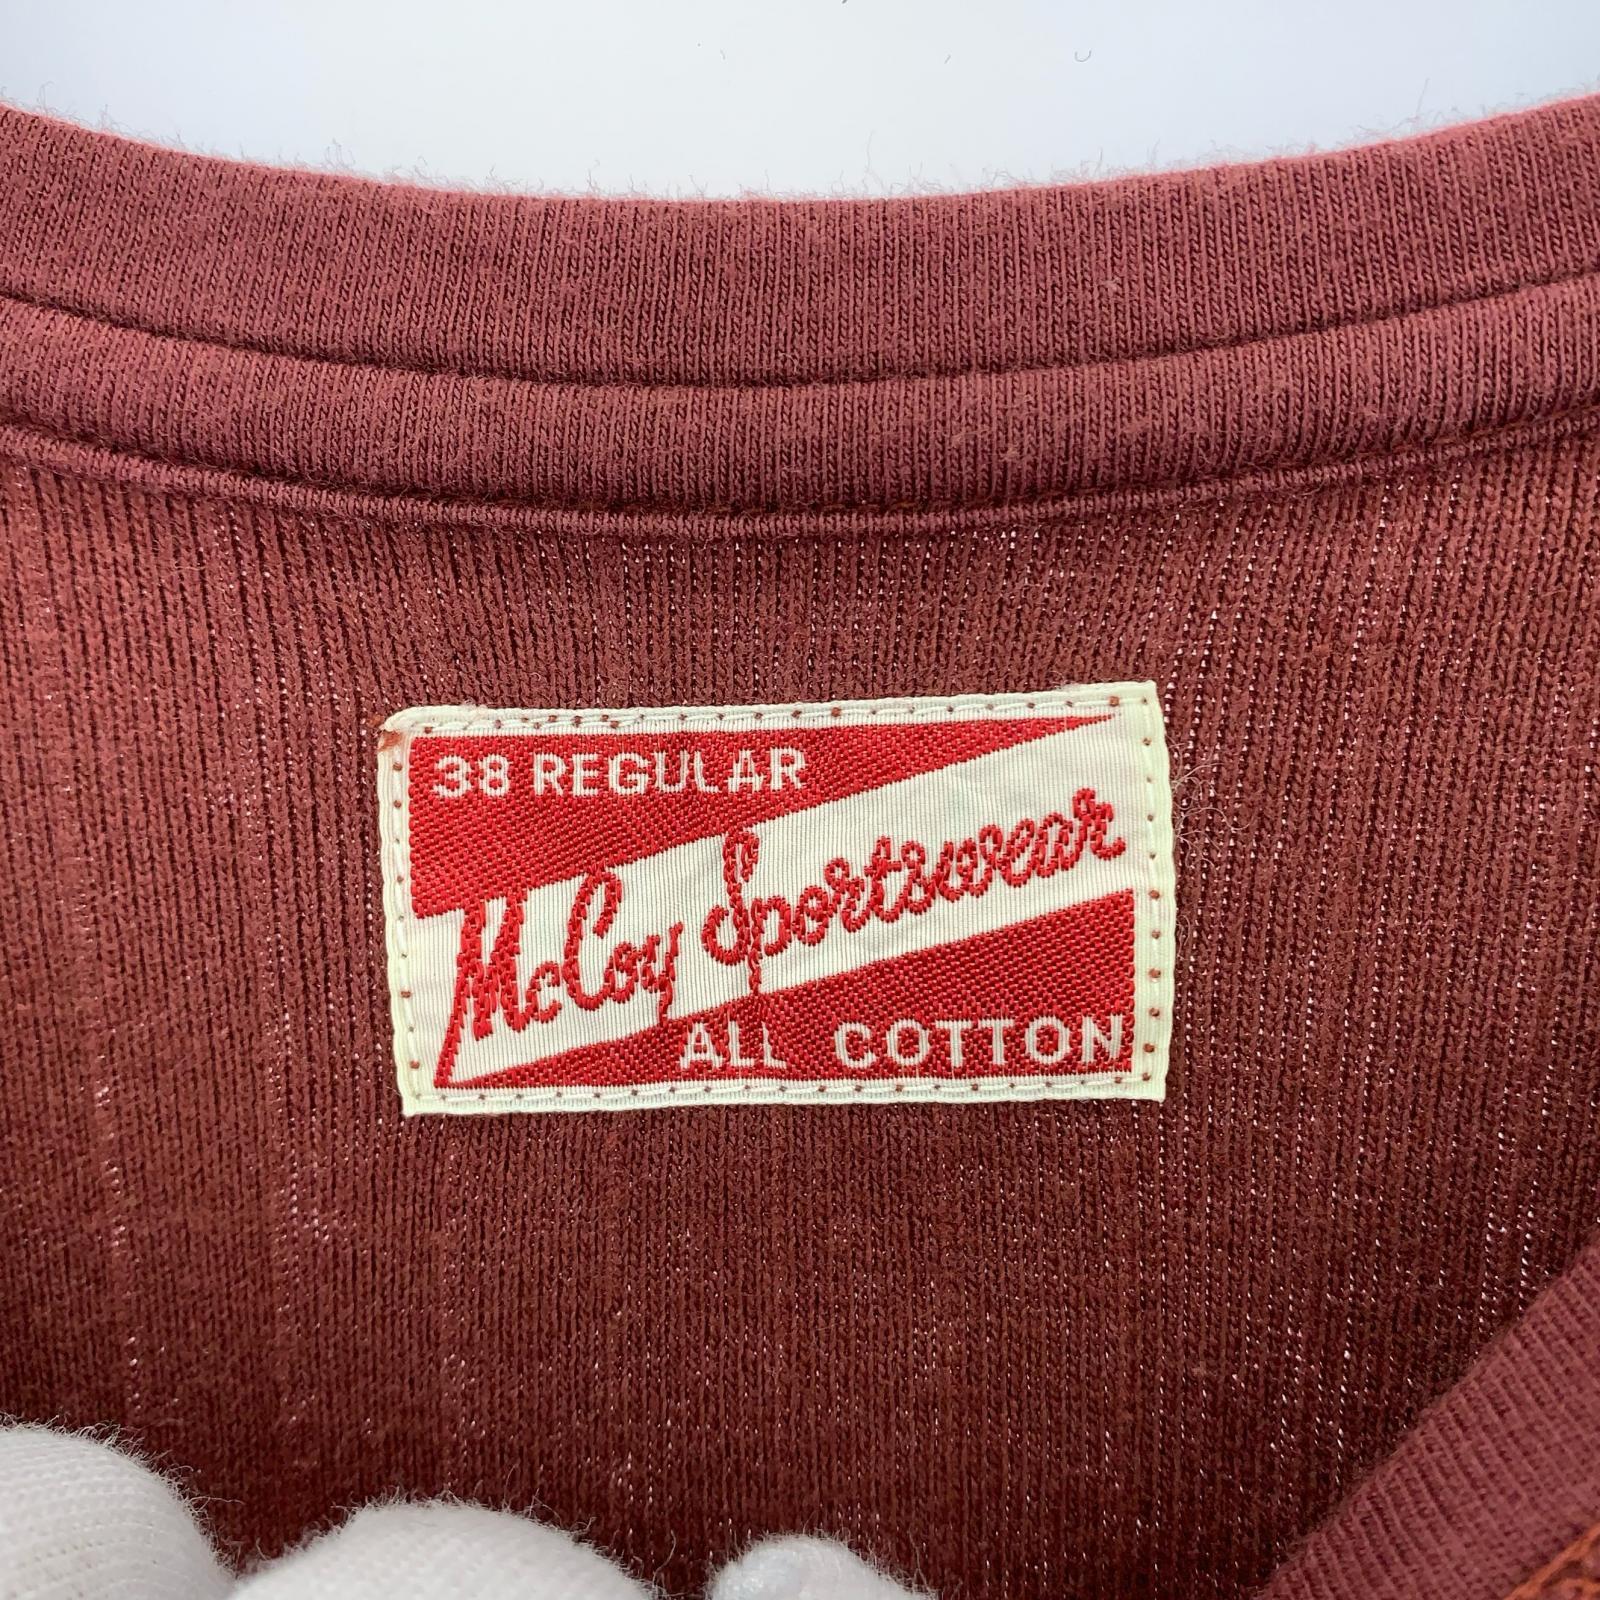 38 REGULAR
McCoy Sportswear
ALL COTTON